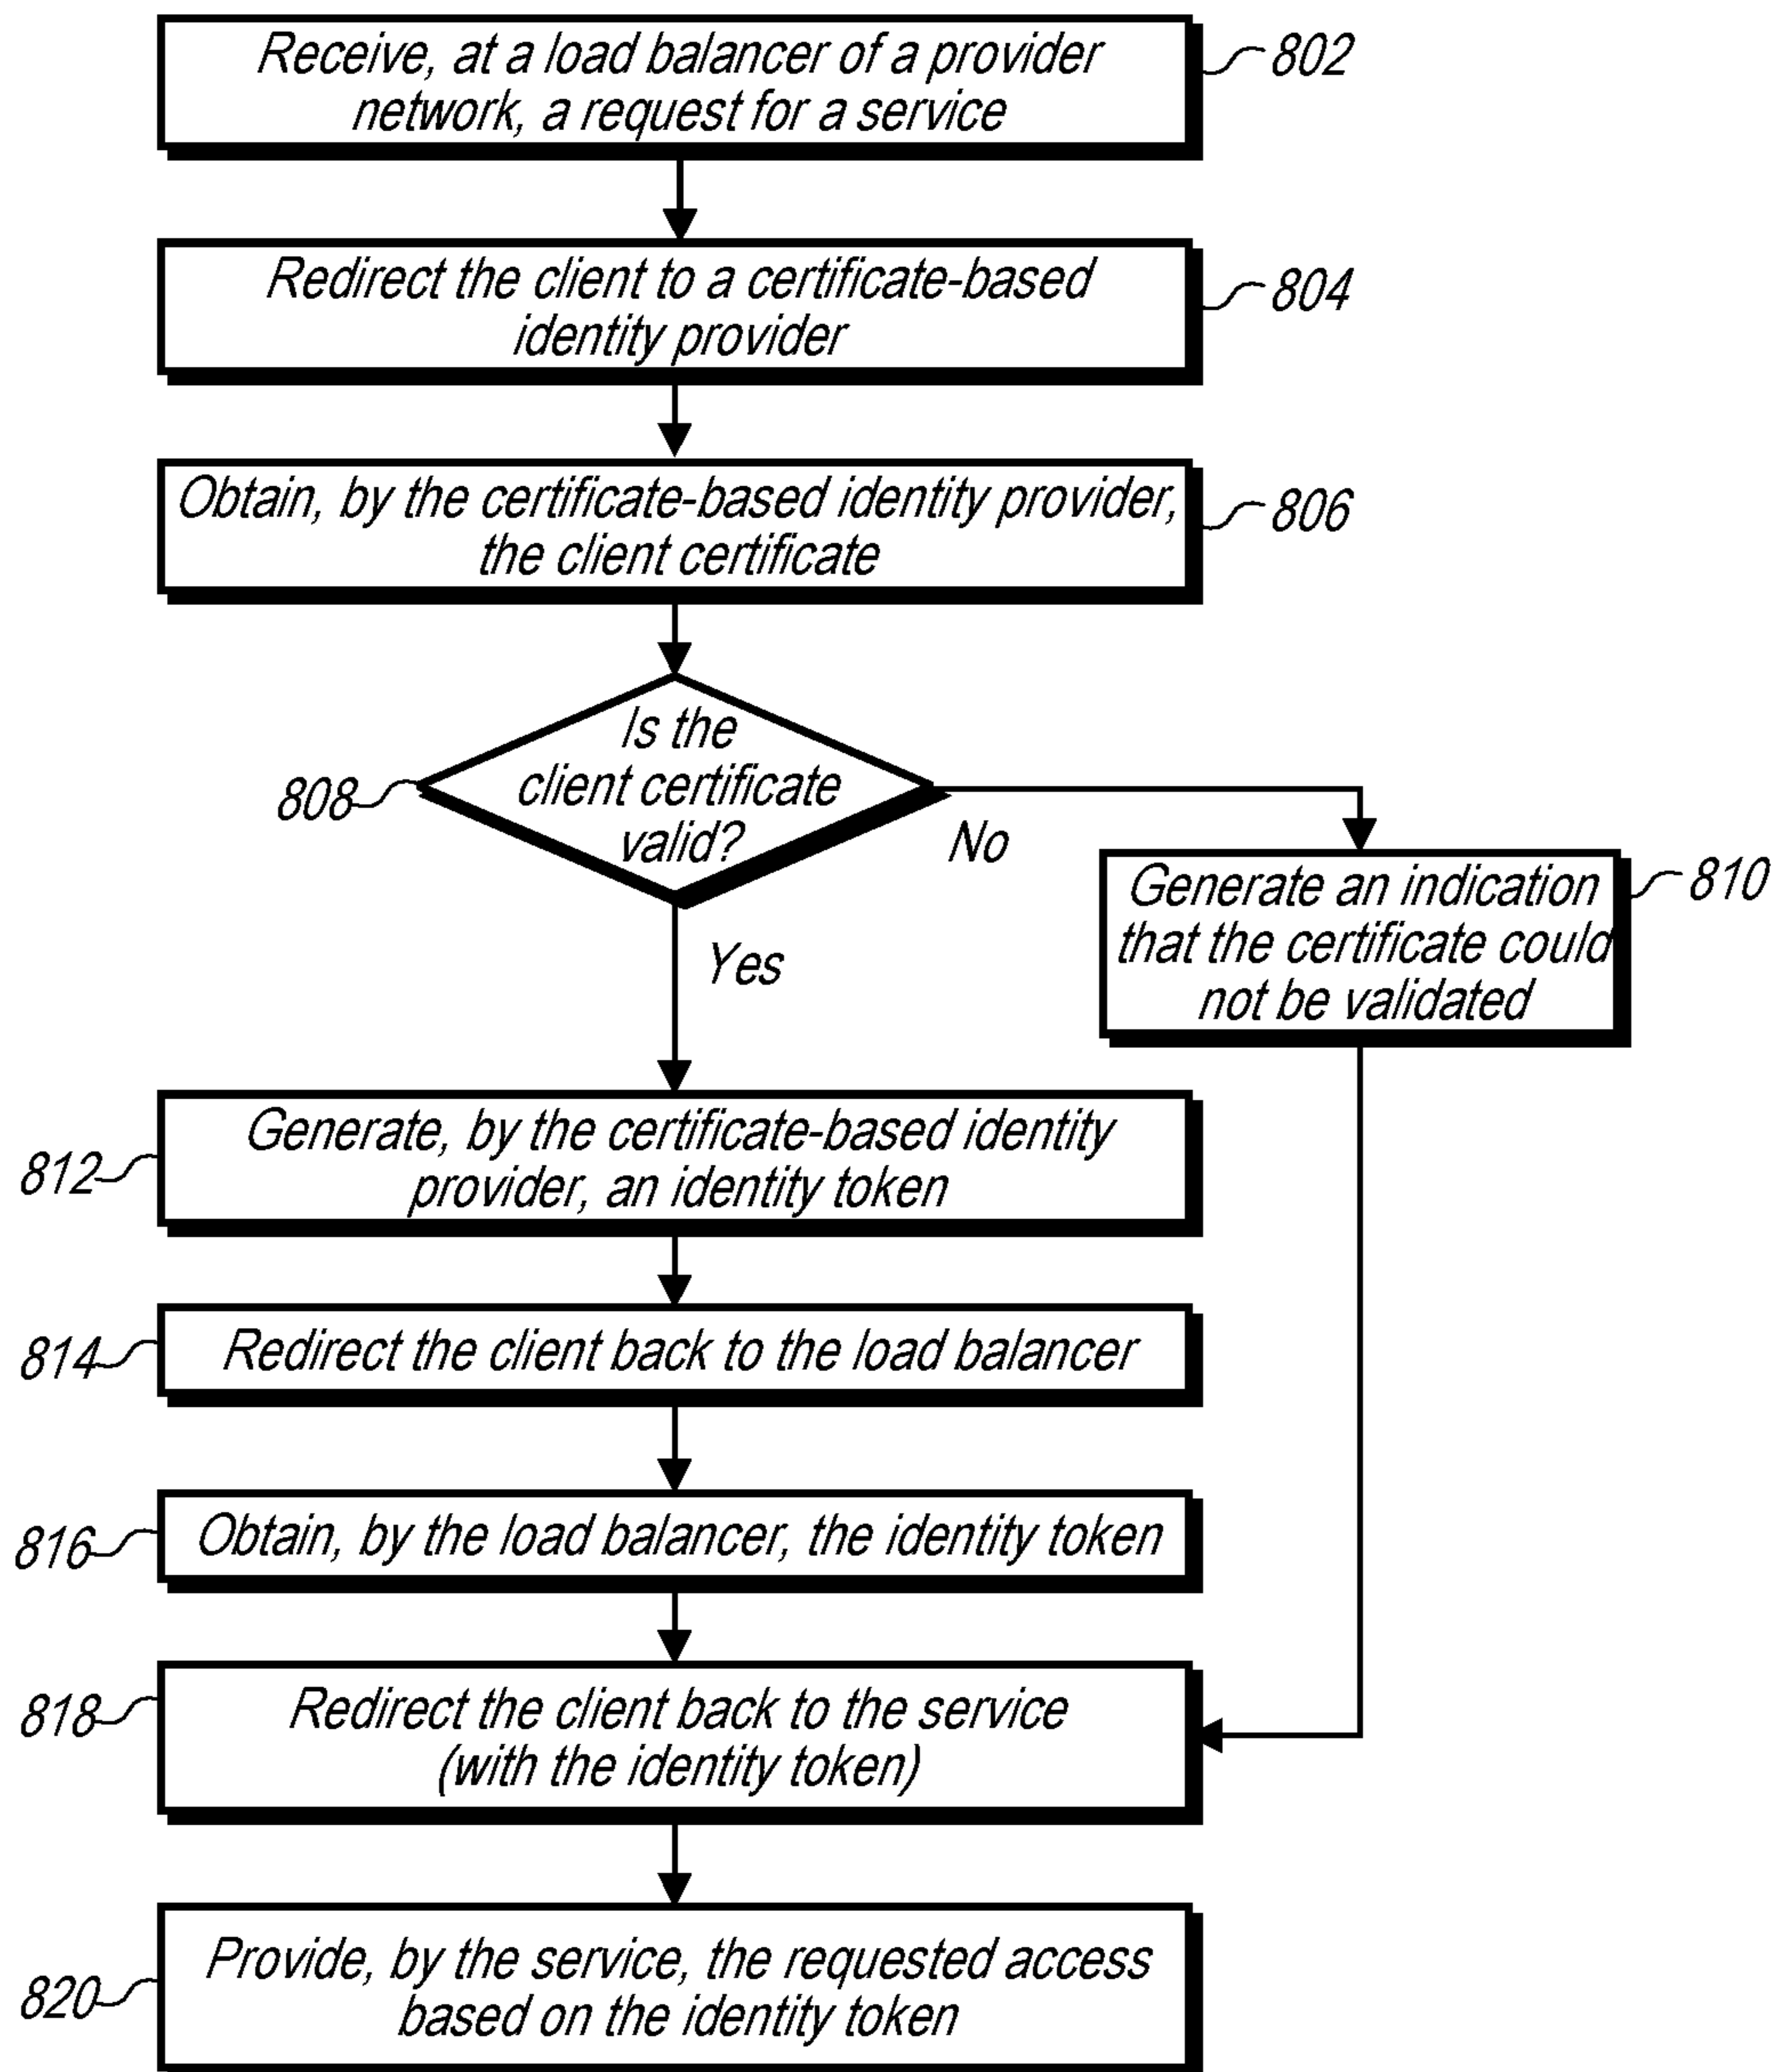 Receive, at a load balancer of a provider
network, a request for a service
802
Redirect the client to a certificate-based
identity provider
804
Obtain, by the certificate-based identity provider,
the client certificate
806
Is the
client certificate
valid?
808
No
Generate an indication
that the certificate could
not be validated
810
Yes
Generate, by the certificate-based identity
provider, an identity token
812
Redirect the client back to the load balancer
814
Obtain, by the load balancer, the identity token
816
Redirect the client back to the service
(with the identity token)
818
Provide, by the service, the requested access
based on the identity token
820